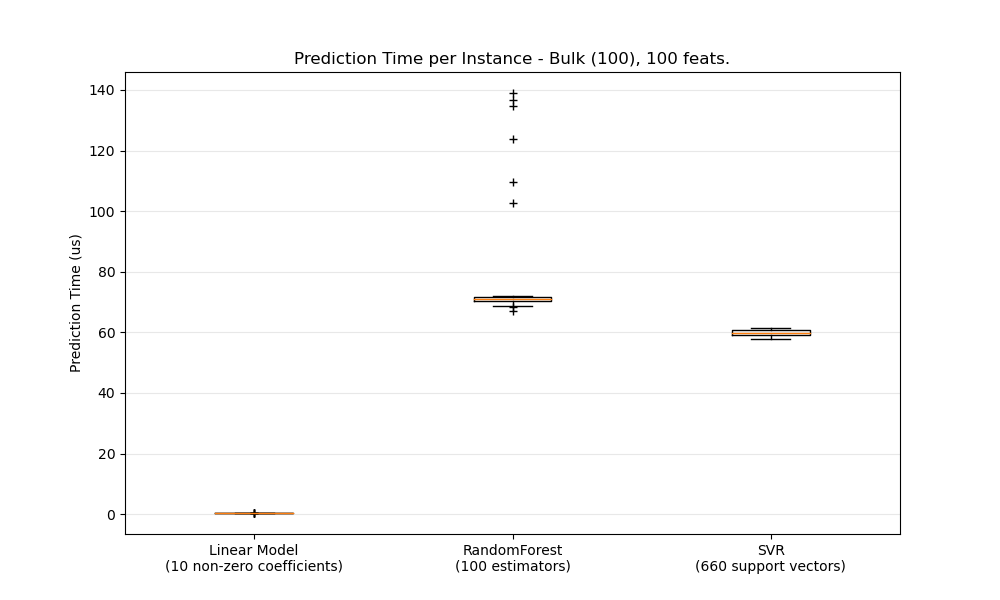 Prediction Time per Instance - Bulk (100), 100 feats.
140
120
100
80
60
40
20
0
Prediction Time (us)
Linear Model
(10 non-zero coefficients)
RandomForest
(100 estimators)
SVR
(660 support vectors)